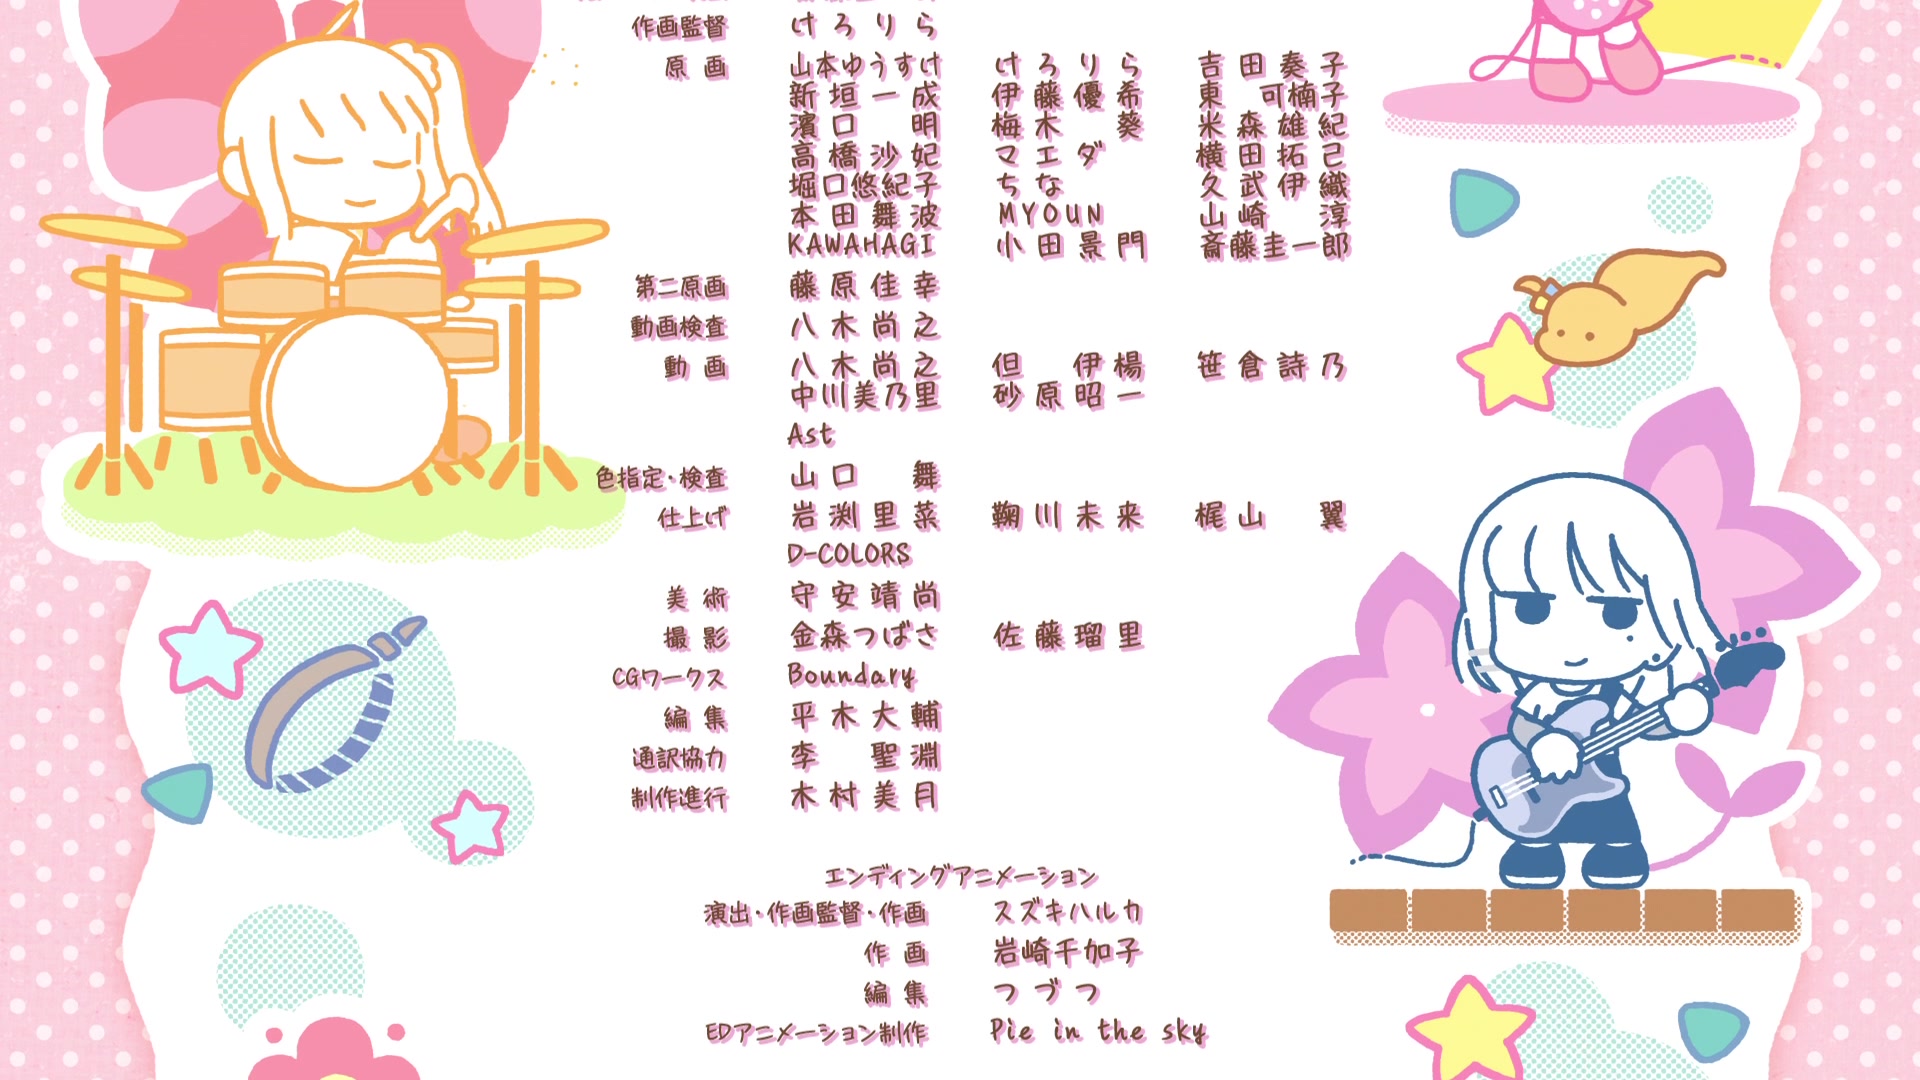 作画監督 けろりら
原画 山本ゆうすけ けろりら 吉田奏子
新垣一成 伊藤優希 東 可楠子
濱口 明 梅木 葵 米森雄紀
高橋沙妃 マエダ 横田拓己
堀口悠紀子 ちな 久武伊織
本田舞波 MYOUN 山崎 淳
KAWAHAGI 小田景門 斎藤圭一郎
第二原画 藤原佳幸
動画検査 八木尚之
動画 八木尚之 但 伊楊 笹倉詩乃
中川美乃里 砂原昭一
Ast
色指定・検査 山口 舞
仕上げ 岩渕里菜 鞠川未来 梶山 翼
D-COLORS
美術 守安靖尚
撮影 金森つばさ 佐藤瑠里
CGワークス Boundary
編集 平木大輔
通訳協力 李 聖淵
制作進行 木村美月
エンディングアニメーション
演出・作画監督・作画 スズキハルカ
作画 岩崎千加子
編集 つづつ
EDアニメーション制作 Pie in the sky